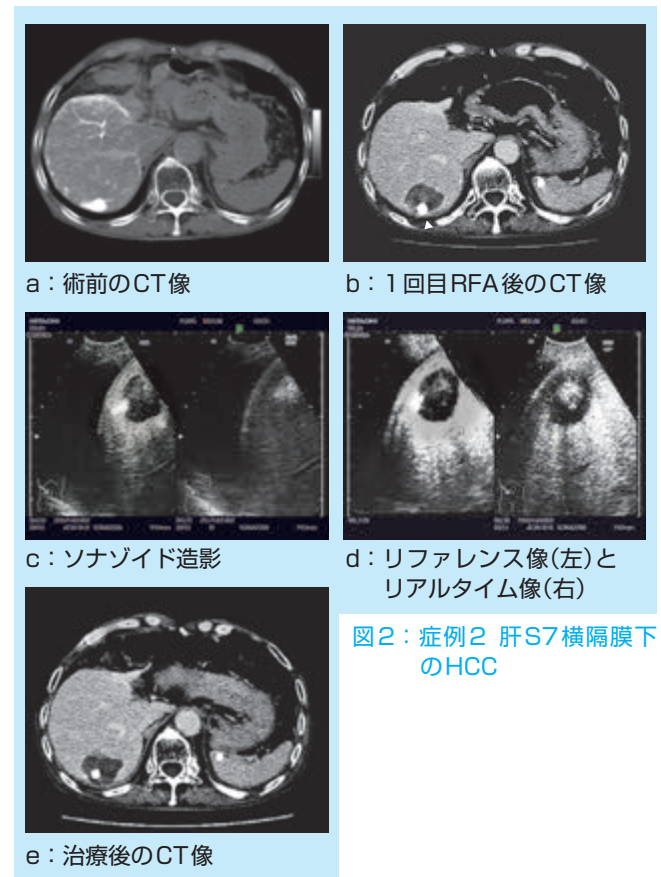 a：術前のCT像
b：1回目RFA後のCT像
c：ソナゾイド造影
d：リファレンス像(左)と
リアルタイム像(右)
図2：症例2 肝S7横隔膜下
のHCC
e：治療後のCT像